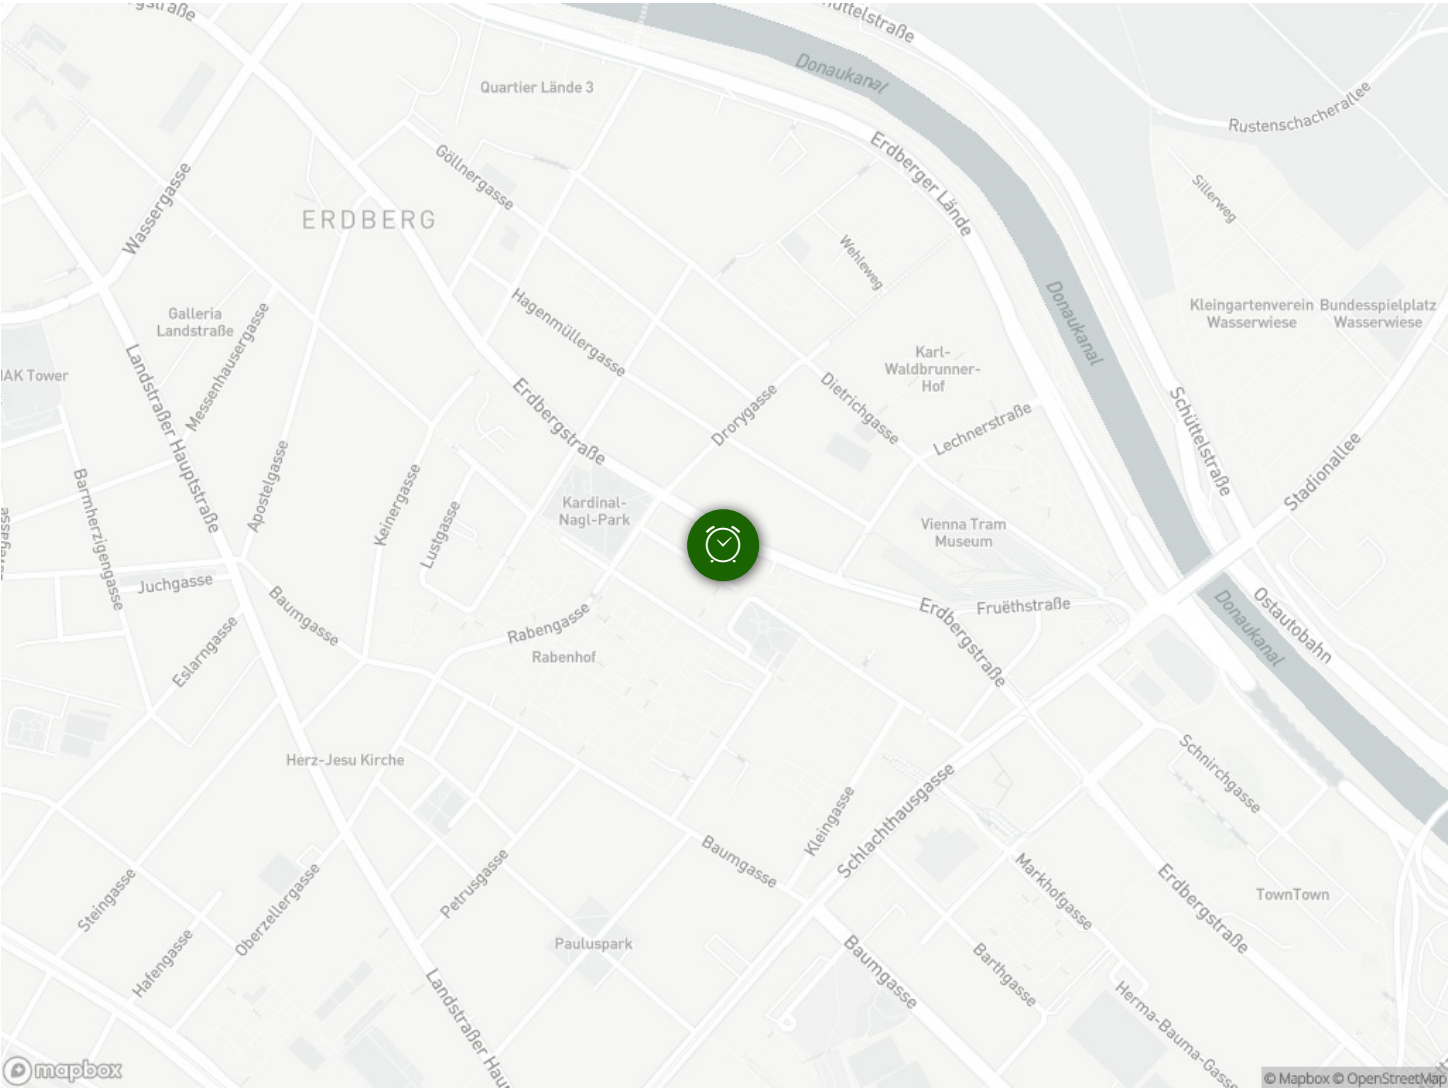 Schüttelstraße
Donaukanal
Quartier Lände 3
Rustenschacherallee
Erdberger Lände
Göllnergasse
Wassergasse
Sillerweg
ERDBERG
Wehleweg
Donaukanal
Galleria
Landstraße
Hagenmüllergasse
Kleingartenverein
Wasserwiese
Bundesspielplatz
Wasserwiese
Messenhausergasse
Karl-
Waldbrunner-
Hof
Landstraßer Hauptstraße
Erdbergstraße
Dietrichgasse
Drorygasse
Lechnerstraße
Schüttelstraße
Stadionallee
Barmherzigengasse
Apostelgasse
Keinergasse
Lustgasse
Kardinal-
Nagl-Park
Vienna Tram
Museum
Juchgasse
Baumgasse
Rabengasse
Rabenhof
Eslarngasse
Erdbergstraße
Fruëthstraße
Donaukanal
Ostautobahn
Herz-Jesu Kirche
Schnirchgasse
Kleingasse
Schlachthausgasse
Baumgasse
Markhofgasse
Erdbergstraße
TownTown
Steingasse
Petrusgasse
Oberzellergasse
Hafengasse
Pauluspark
Baumgasse
Barthgasse
Landstraßer Hau
Herma-Bauma-Gasse
mapbox
© Mapbox © OpenStreetMap